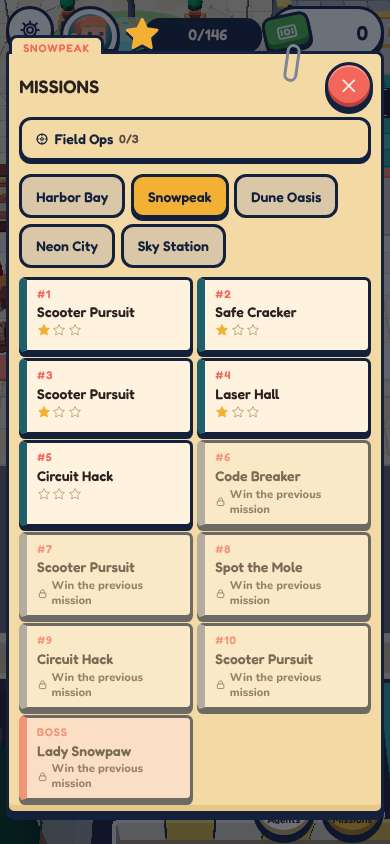 0/146
0
SNOWPEAK
MISSIONS
Field Ops 0/3
Harbor Bay
Snowpeak
Dune Oasis
Neon City
Sky Station
#1
Scooter Pursuit
#2
Safe Cracker
#3
Scooter Pursuit
#4
Laser Hall
#5
Circuit Hack
#6
Code Breaker
Win the previous
mission
#7
Scooter Pursuit
Win the previous
mission
#8
Spot the Mole
Win the previous
mission
#9
Circuit Hack
Win the previous
mission
#10
Scooter Pursuit
Win the previous
mission
BOSS
Lady Snowpaw
Win the previous
mission
Agents
Missions